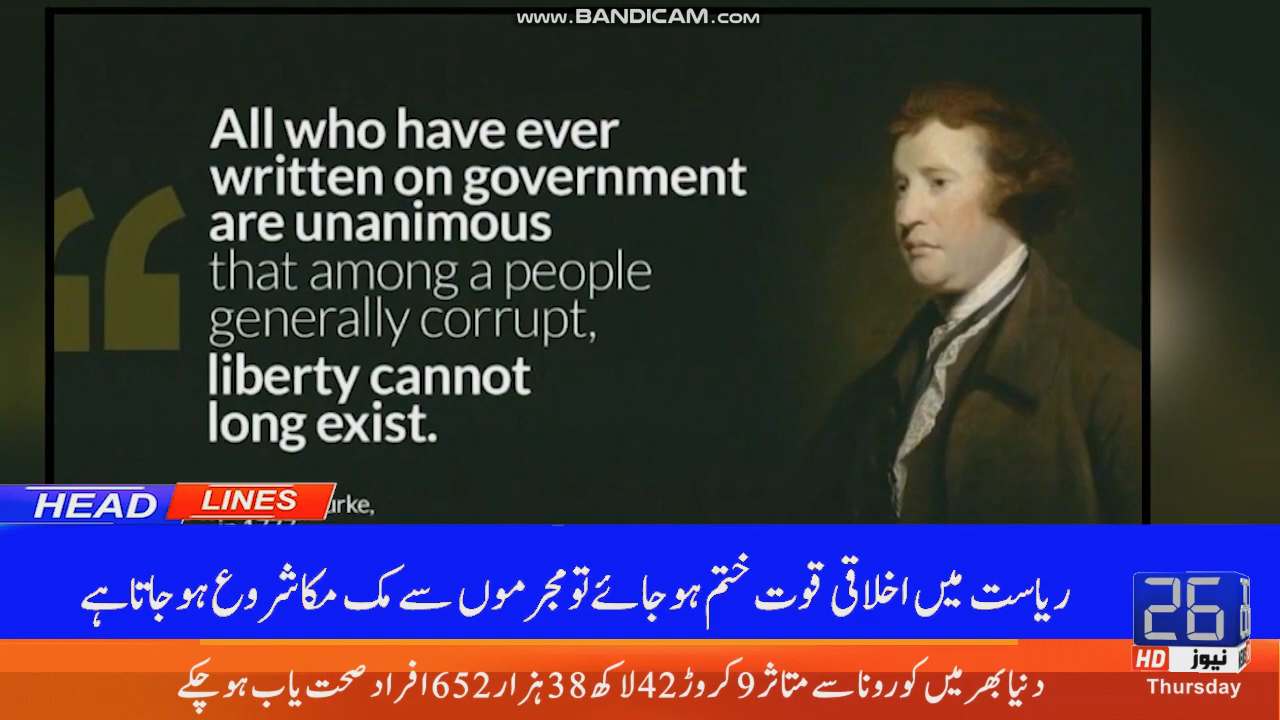 www.BANDICAM.com
All who have ever
written on government
are unanimous
that among a people
generally corrupt,
liberty cannot
long exist.
urke,
HEAD LINES
ریاست میں اخلاقی قوت ختم ہو جائے تو مجرموں سے مک مکا شروع ہو جاتا ہے
26
HD نیوز
دنیا بھر میں کورونا سے متاثر 9 کروڑ 42 لاکھ 38 ہزار 652 افراد صحت یاب ہو چکے
Thursday